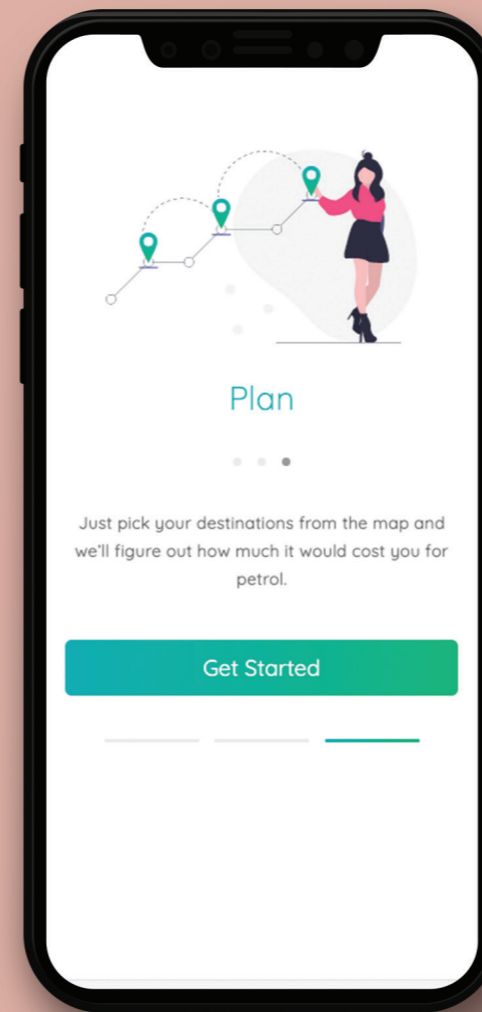 Plan
Just pick your destinations from the map and
we'll figure out how much it would cost you for
petrol.
Get Started